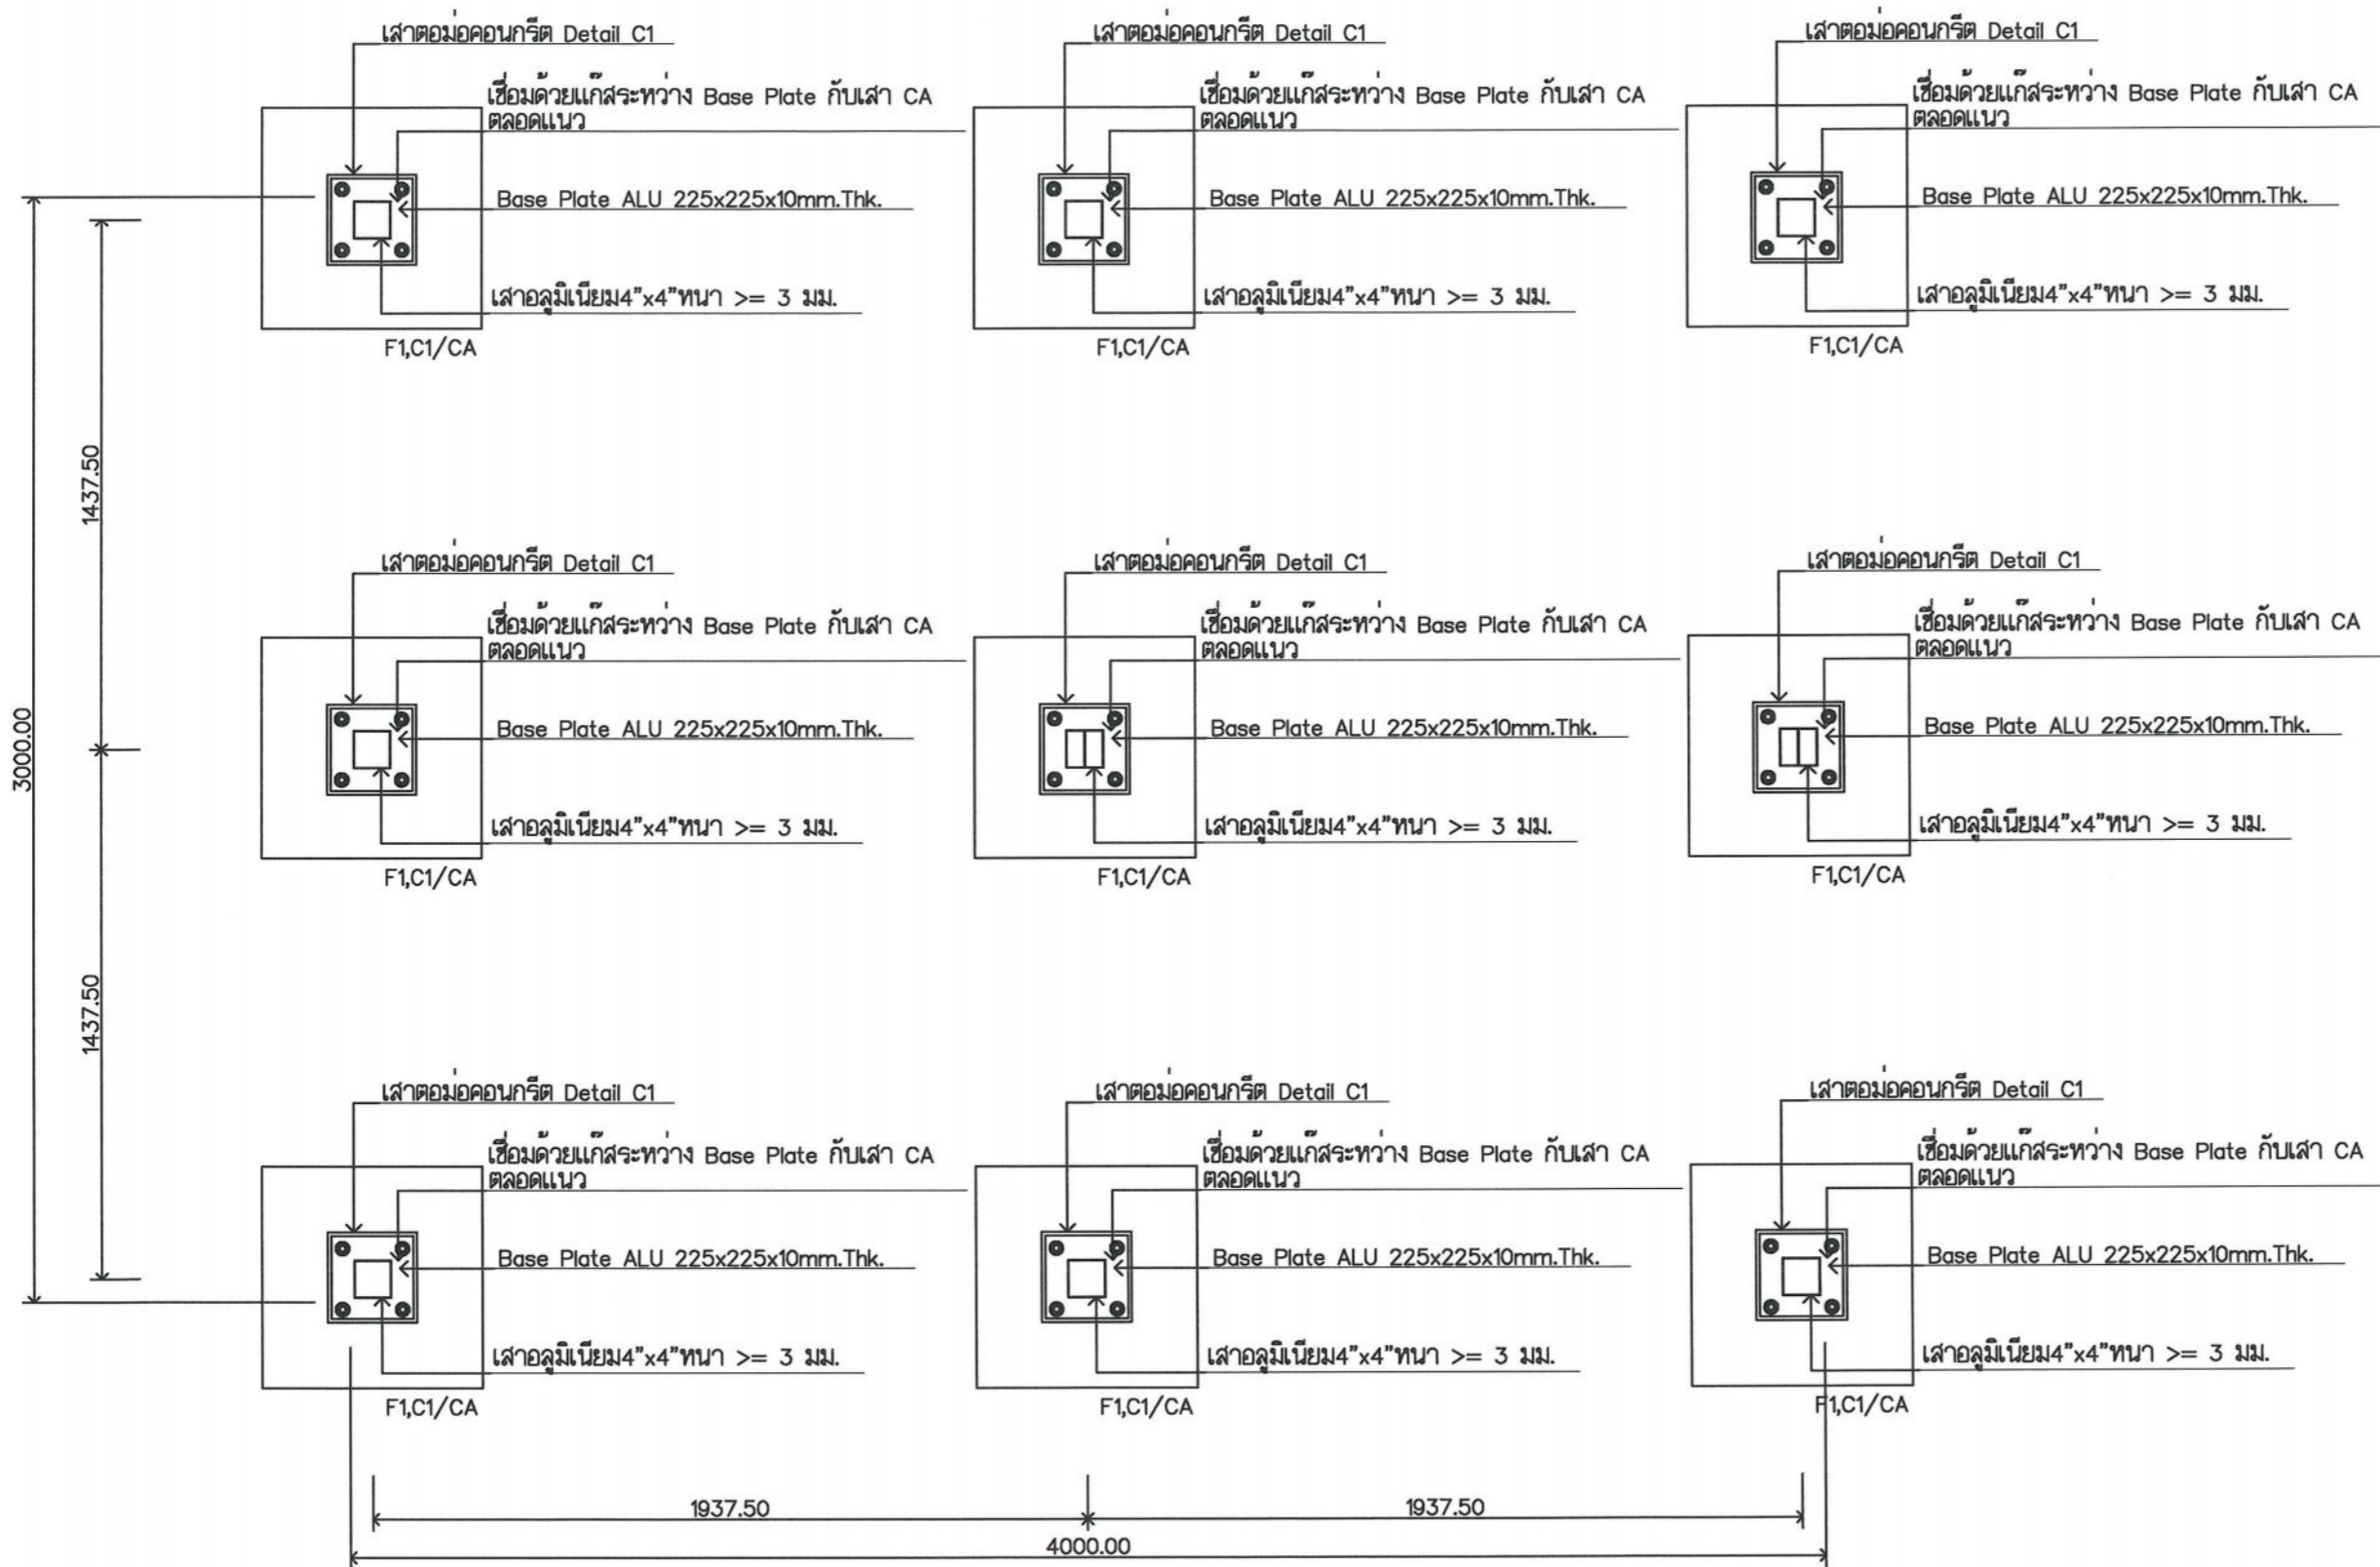 เสาตอม่อคอนกรีต Detail C1
เชื่อมด้วยแก๊สระหว่าง Base Plate กับเสา CA
ตลอดแนว
Base Plate ALU 225x225x10mm.Thk.
เสาอลูมิเนียม4"x4"หนา >= 3 มม.
F1,C1/CA
เสาตอม่อคอนกรีต Detail C1
เชื่อมด้วยแก๊สระหว่าง Base Plate กับเสา CA
ตลอดแนว
Base Plate ALU 225x225x10mm.Thk.
เสาอลูมิเนียม4"x4"หนา >= 3 มม.
F1,C1/CA
เสาตอม่อคอนกรีต Detail C1
เชื่อมด้วยแก๊สระหว่าง Base Plate กับเสา CA
ตลอดแนว
Base Plate ALU 225x225x10mm.Thk.
เสาอลูมิเนียม4"x4"หนา >= 3 มม.
F1,C1/CA
1437.50
3000.00
เสาตอม่อคอนกรีต Detail C1
เชื่อมด้วยแก๊สระหว่าง Base Plate กับเสา CA
ตลอดแนว
Base Plate ALU 225x225x10mm.Thk.
เสาอลูมิเนียม4"x4"หนา >= 3 มม.
F1,C1/CA
เสาตอม่อคอนกรีต Detail C1
เชื่อมด้วยแก๊สระหว่าง Base Plate กับเสา CA
ตลอดแนว
Base Plate ALU 225x225x10mm.Thk.
เสาอลูมิเนียม4"x4"หนา >= 3 มม.
F1,C1/CA
เสาตอม่อคอนกรีต Detail C1
เชื่อมด้วยแก๊สระหว่าง Base Plate กับเสา CA
ตลอดแนว
Base Plate ALU 225x225x10mm.Thk.
เสาอลูมิเนียม4"x4"หนา >= 3 มม.
F1,C1/CA
1437.50
เสาตอม่อคอนกรีต Detail C1
เชื่อมด้วยแก๊สระหว่าง Base Plate กับเสา CA
ตลอดแนว
Base Plate ALU 225x225x10mm.Thk.
เสาอลูมิเนียม4"x4"หนา >= 3 มม.
F1,C1/CA
เสาตอม่อคอนกรีต Detail C1
เชื่อมด้วยแก๊สระหว่าง Base Plate กับเสา CA
ตลอดแนว
Base Plate ALU 225x225x10mm.Thk.
เสาอลูมิเนียม4"x4"หนา >= 3 มม.
F1,C1/CA
เสาตอม่อคอนกรีต Detail C1
เชื่อมด้วยแก๊สระหว่าง Base Plate กับเสา CA
ตลอดแนว
Base Plate ALU 225x225x10mm.Thk.
เสาอลูมิเนียม4"x4"หนา >= 3 มม.
F1,C1/CA
1937.50
1937.50
4000.00